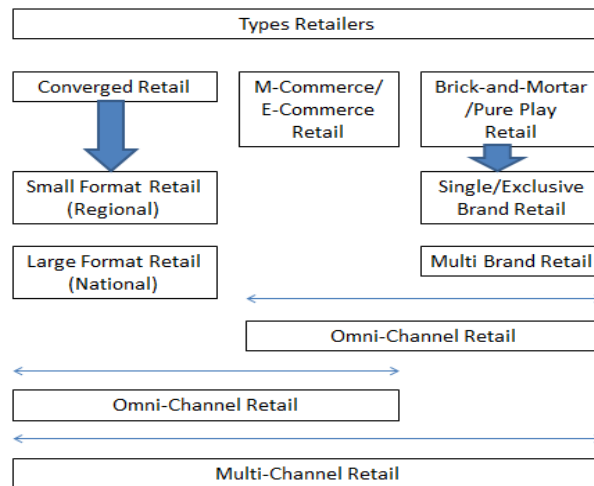 Types Retailers
Converged Retail
M-Commerce/
E-Commerce
Retail
Brick-and-Mortar
/Pure Play
Retail
Small Format Retail
(Regional)
Single/Exclusive
Brand Retail
Large Format Retail
(National)
Multi Brand Retail
Omni-Channel Retail
Omni-Channel Retail
Multi-Channel Retail